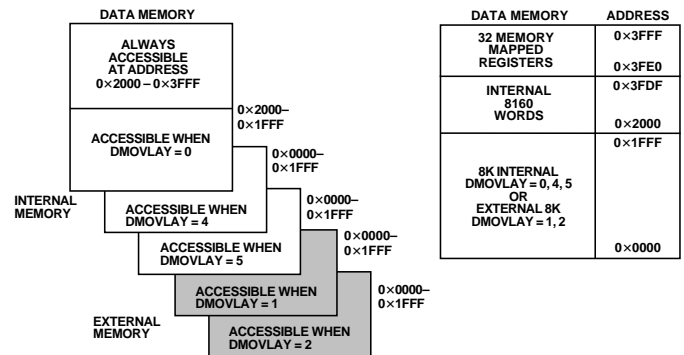 DATA MEMORY
ALWAYS
ACCESSIBLE
AT ADDRESS
0×2000 – 0×3FFF
0×2000–
0×1FFF
ACCESSIBLE WHEN
DMOVLAY = 0
0×0000–
0×1FFF
INTERNAL
MEMORY
ACCESSIBLE WHEN
DMOVLAY = 4
0×0000–
0×1FFF
ACCESSIBLE WHEN
DMOVLAY = 5
0×0000–
0×1FFF
ACCESSIBLE WHEN
DMOVLAY = 1
0×0000–
0×1FFF
EXTERNAL
MEMORY
ACCESSIBLE WHEN
DMOVLAY = 2
DATA MEMORY ADDRESS
32 MEMORY
MAPPED
REGISTERS
0×3FFF
0×3FE0
INTERNAL
8160
WORDS
0×3FDF
0×2000
8K INTERNAL
DMOVLAY = 0, 4, 5
OR
EXTERNAL 8K
DMOVLAY = 1, 2
0×1FFF
0×0000